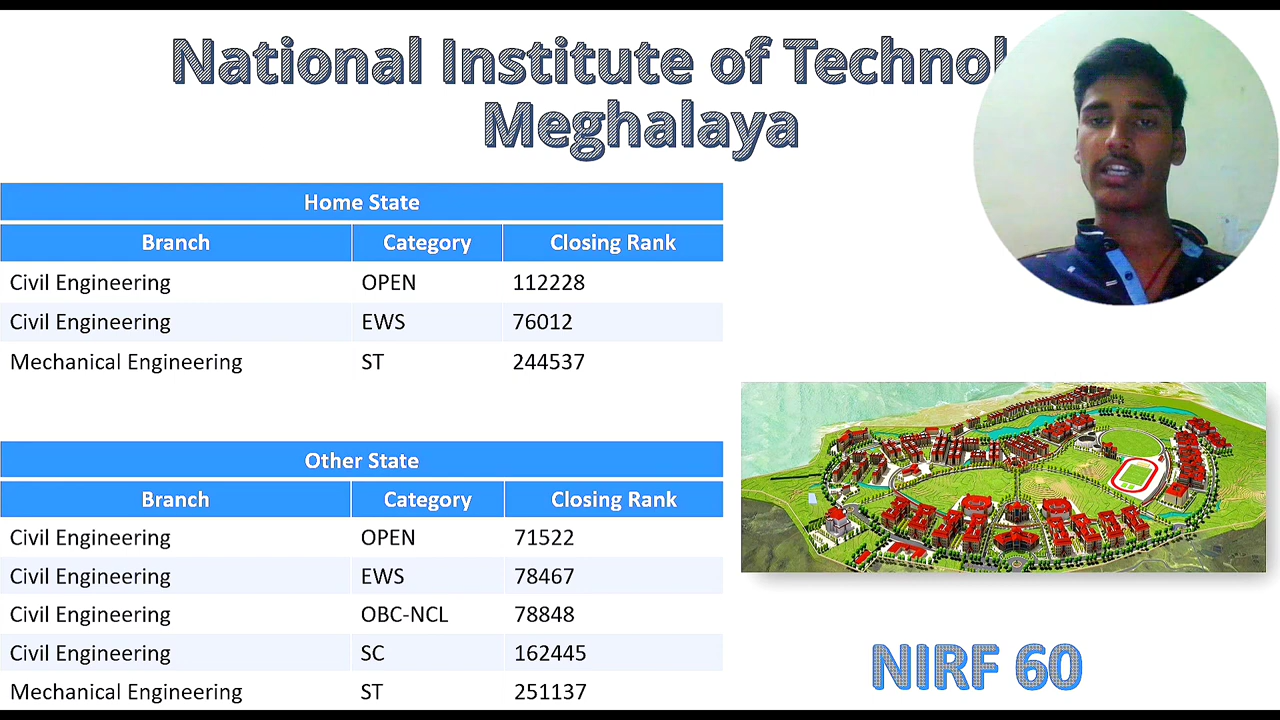 National Institute of Technol
Meghalaya
Home State
Branch Category Closing Rank
Civil Engineering OPEN 112228
Civil Engineering EWS 76012
Mechanical Engineering ST 244537
Other State
Branch Category Closing Rank
Civil Engineering OPEN 71522
Civil Engineering EWS 78467
Civil Engineering OBC-NCL 78848
Civil Engineering SC 162445
Mechanical Engineering ST 251137
NIRF 60